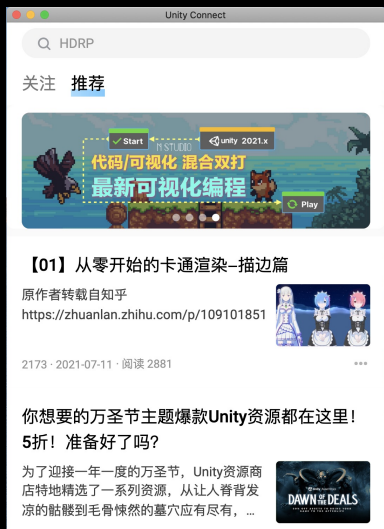 Unity Connect
HDRP
关注 推荐
M STUDIO
Start
unity 2021.x
代码/可视化 混合双打
最新可视化编程
Play
【01】从零开始的卡通渲染–描边篇
原作者转载自知乎
https://zhuanlan.zhihu.com/p/109101851
2173 · 2021-07-11 · 阅读 2881
你想要的万圣节主题爆款Unity资源都在这里！
5折！准备好了吗?
为了迎接一年一度的万圣节，Unity资源商
店特地精选了一系列资源，从让人脊背发
凉的骷髅到毛骨悚然的墓穴应有尽有，...
DAWN OF THE DEALS